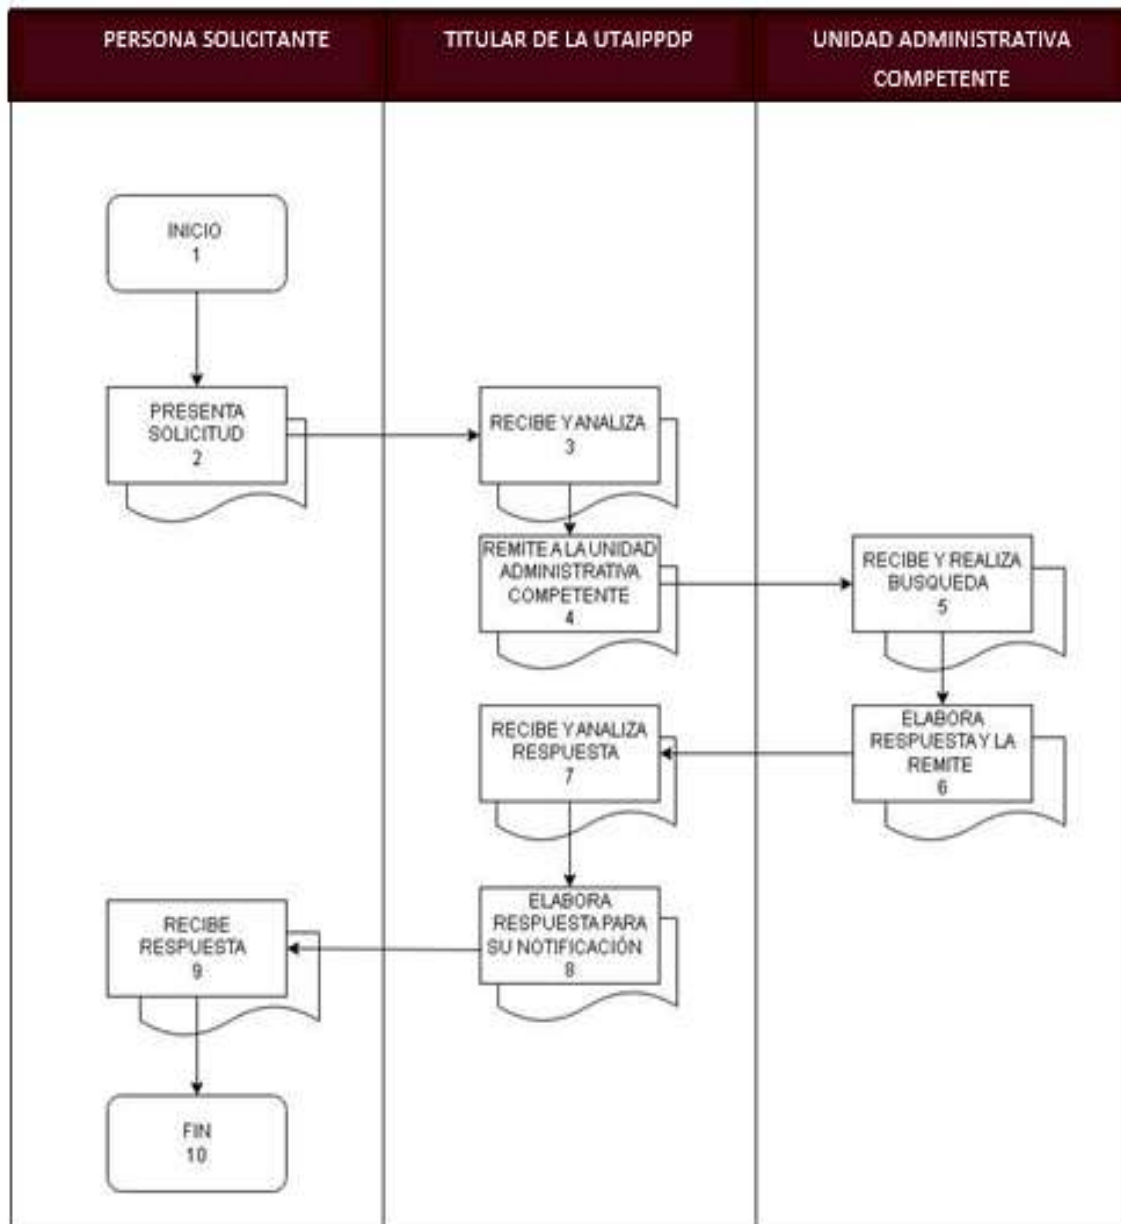 PERSONA SOLICITANTE
TITULAR DE LA UTAIPPDP
UNIDAD ADMINISTRATIVA
COMPETENTE
INICIO
1
PRESENTA
SOLICITUD
2
RECIBE Y ANALIZA
3
REMITE A LA UNIDAD
ADMINISTRATIVA
COMPETENTE
4
RECIBE Y REALIZA
BÚSQUEDA
5
ELABORA
RESPUESTA Y LA
REMITE
6
RECIBE Y ANALIZA
RESPUESTA
7
ELABORA
RESPUESTA PARA
SU NOTIFICACIÓN
8
RECIBE
RESPUESTA
9
FIN
10